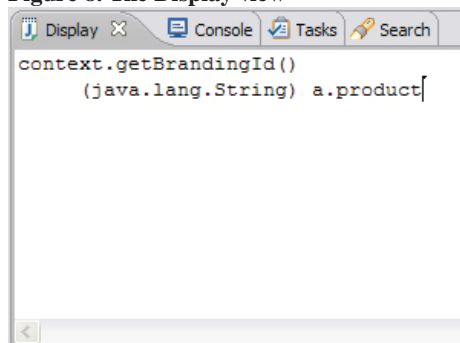 Display Console Tasks Search
context.getBrandingId()
(java.lang.String) a.product